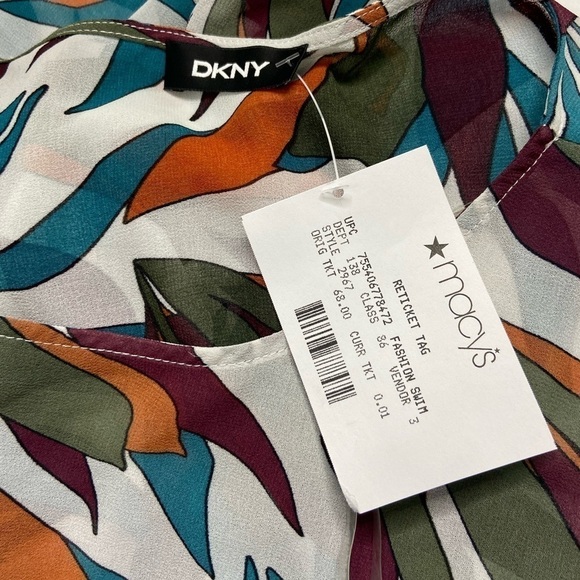 DKNY
★macy's
RETICKET TAG
UPC 755406778472 FASHION SWIM
DEPT 138 CLASS 86 VENDOR 3
STYLE 2967
ORIG TKT 68.00 CURR TKT 0.01